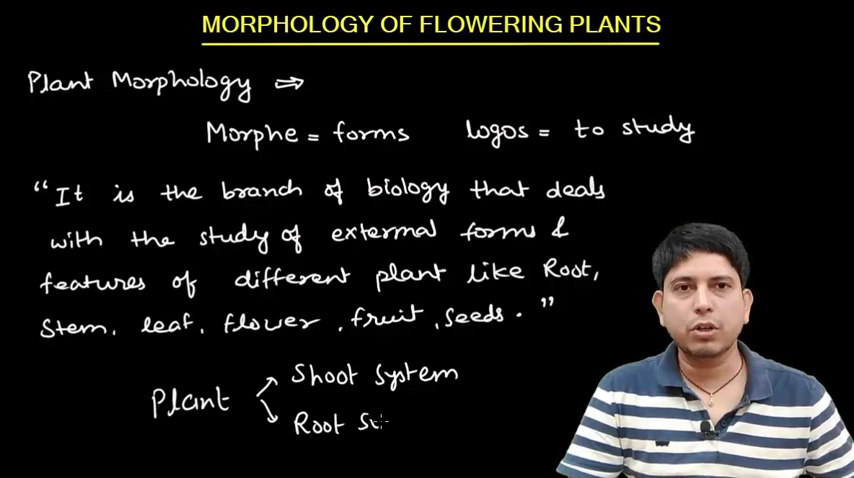 MORPHOLOGY OF FLOWERING PLANTS
Plant Morphology ⇒
Morphe = forms logos = to study
"It is the branch of biology that deals
with the study of external forms &
features of different plant like Root,
Stem, leaf, flower, fruit, Seeds."
Plant
Shoot System
Root